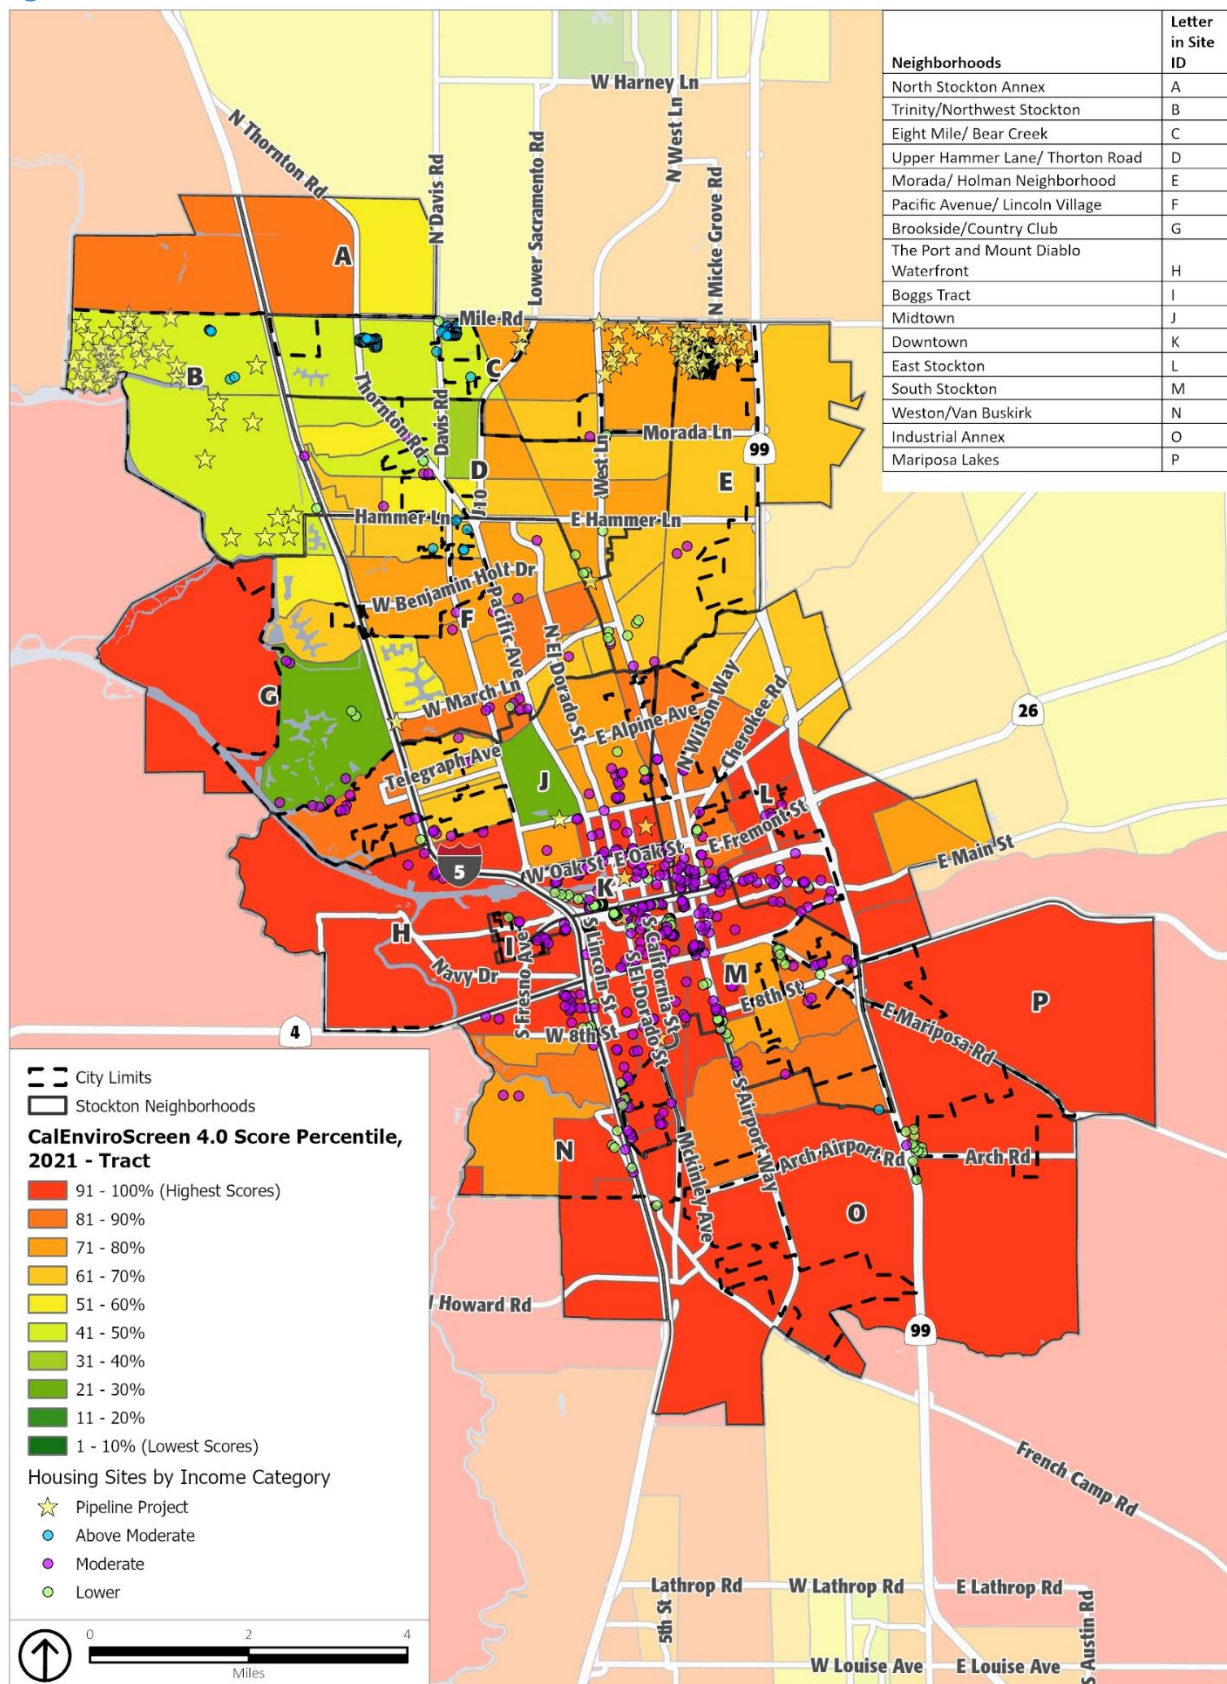 Neighborhoods
Letter
in Site
ID
North Stockton Annex A
Trinity/Northwest Stockton B
Eight Mile/ Bear Creek C
Upper Hammer Lane/ Thorton Road D
Morada/ Holman Neighborhood E
Pacific Avenue/ Lincoln Village F
Brookside/Country Club G
The Port and Mount Diablo
Waterfront H
Boggs Tract I
Midtown J
Downtown K
East Stockton L
South Stockton M
Weston/Van Buskirk N
Industrial Annex O
Mariposa Lakes P
W Harney Ln
N Thornton Rd
N Davis Rd
Lower Sacramento Rd
N West Ln
N Micke Grove Rd
A
Mile Rd
B
C
Thornton Rd
Davis Rd
West Ln
Morada Ln
99
D
E
J 10
Hammer Ln
E Hammer Ln
W Benjamin Holt Dr
F
Pacific Ave
N El Dorado St
G
W March Ln
E Alpine Ave
N Wilson Way
Cherokee Rd
26
Telegraph Ave
J
L
E Fremont St
E Main St
5
W Oak St
E Oak St
K
H
I
Navy Dr
S Fresno Ave
S Lincoln St
S El Dorado St
S California St
M
E 8th St
P
E Mariposa Rd
4
W 8th St
N
Mckinley Ave
S Airport Way
Arch Airport Rd
Arch Rd
O
Howard Rd
99
French Camp Rd
Lathrop Rd
W Lathrop Rd
E Lathrop Rd
5th St
S Austin Rd
W Louise Ave
E Louise Ave
City Limits
Stockton Neighborhoods
CalEnviroScreen 4.0 Score Percentile,
2021 - Tract
91 - 100% (Highest Scores)
81 - 90%
71 - 80%
61 - 70%
51 - 60%
41 - 50%
31 - 40%
21 - 30%
11 - 20%
1 - 10% (Lowest Scores)
Housing Sites by Income Category
Pipeline Project
Above Moderate
Moderate
Lower
0 2 4
Miles